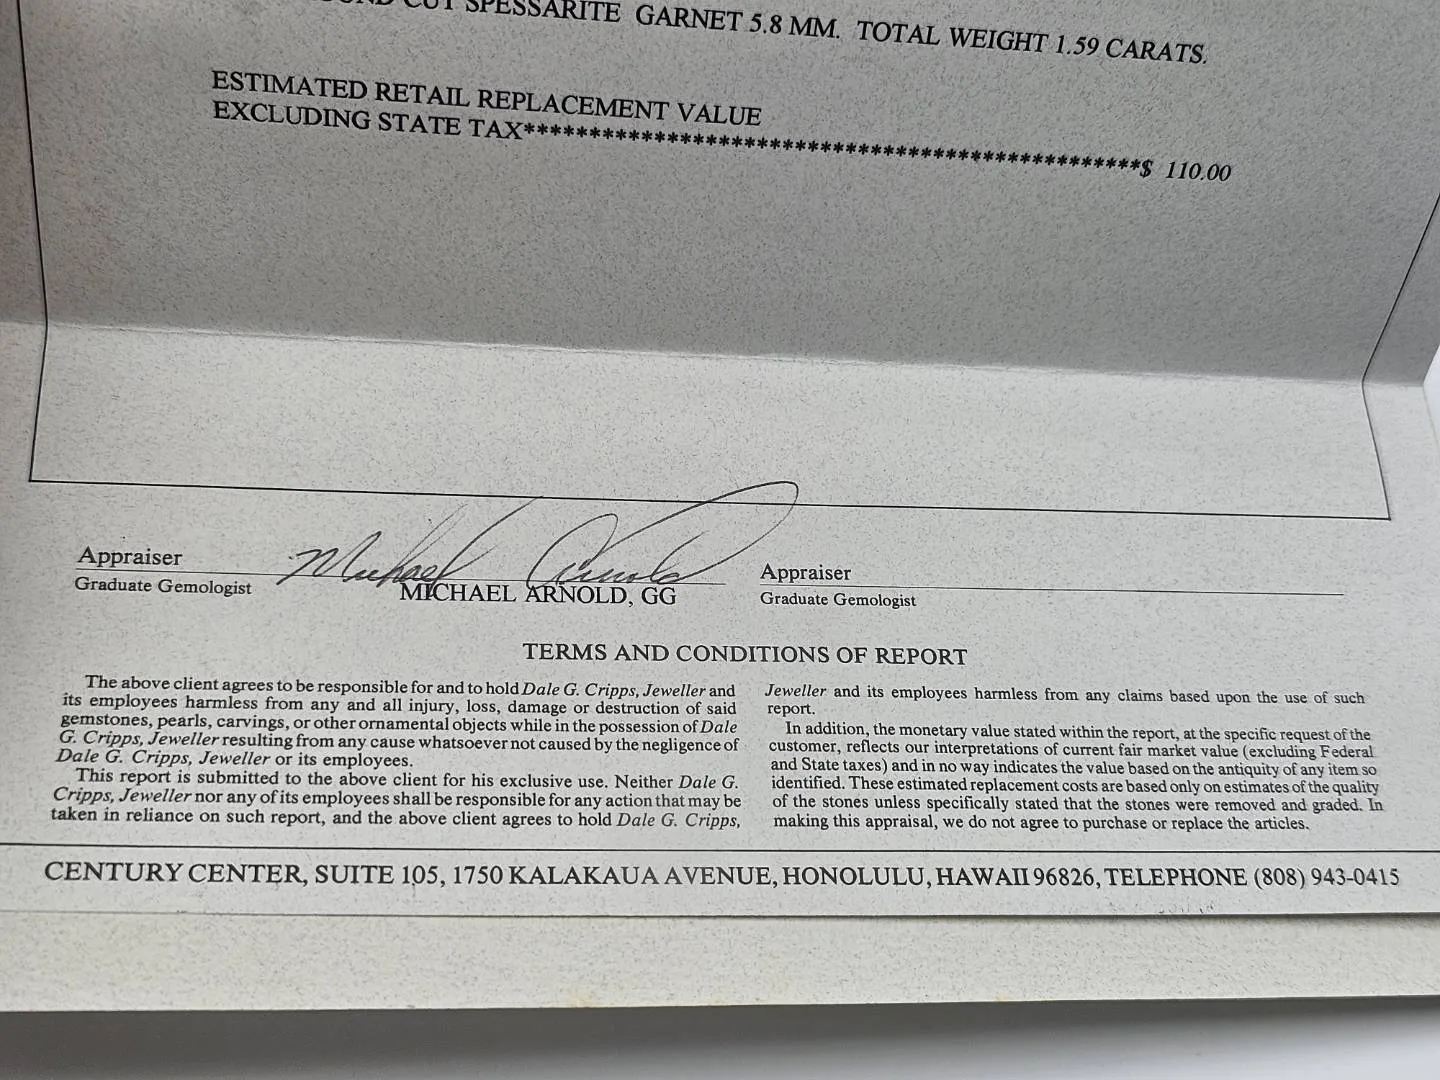 CUT SPESSARITE GARNET 5.8 MM. TOTAL WEIGHT 1.59 CARATS.
ESTIMATED RETAIL REPLACEMENT VALUE
EXCLUDING STATE TAX***********************************************$ 110.00
Appraiser
Graduate Gemologist
Michael Arnold
MICHAEL ARNOLD, GG
Appraiser
Graduate Gemologist
TERMS AND CONDITIONS OF REPORT
The above client agrees to be responsible for and to hold Dale G. Cripps, Jeweller and
its employees harmless from any and all injury, loss, damage or destruction of said
gemstones, pearls, carvings, or other ornamental objects while in the possession of Dale
G. Cripps, Jeweller resulting from any cause whatsoever not caused by the negligence of
Dale G. Cripps, Jeweller or its employees.
This report is submitted to the above client for his exclusive use. Neither Dale G.
Cripps, Jeweller nor any of its employees shall be responsible for any action that may be
taken in reliance on such report, and the above client agrees to hold Dale G. Cripps,
Jeweller and its employees harmless from any claims based upon the use of such
report.
In addition, the monetary value stated within the report, at the specific request of the
customer, reflects our interpretations of current fair market value (excluding Federal
and State taxes) and in no way indicates the value based on the antiquity of any item so
identified. These estimated replacement costs are based only on estimates of the quality
of the stones unless specifically stated that the stones were removed and graded. In
making this appraisal, we do not agree to purchase or replace the articles.
CENTURY CENTER, SUITE 105, 1750 KALAKAUA AVENUE, HONOLULU, HAWAII 96826, TELEPHONE (808) 943-0415